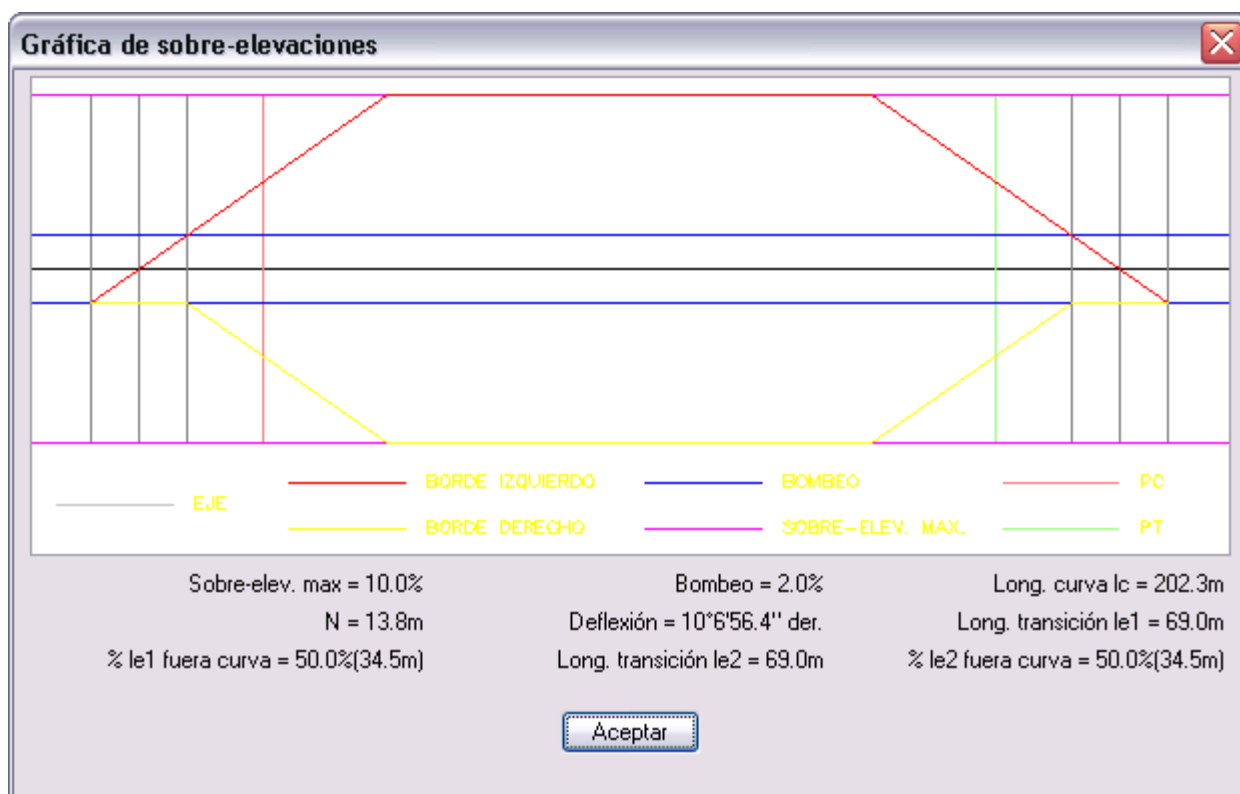 Gráfica de sobre-elevaciones
BORDE IZQUIERDO BOMBEO PC
EJE
BORDE DERECHO SOBRE-ELEV. MAX. PT
Sobre-elev. max = 10.0% Bombeo = 2.0% Long. curva lc = 202.3m
N = 13.8m Deflexión = 10°6'56.4'' der. Long. transición le1 = 69.0m
% le1 fuera curva = 50.0%(34.5m) Long. transición le2 = 69.0m % le2 fuera curva = 50.0%(34.5m)
Aceptar